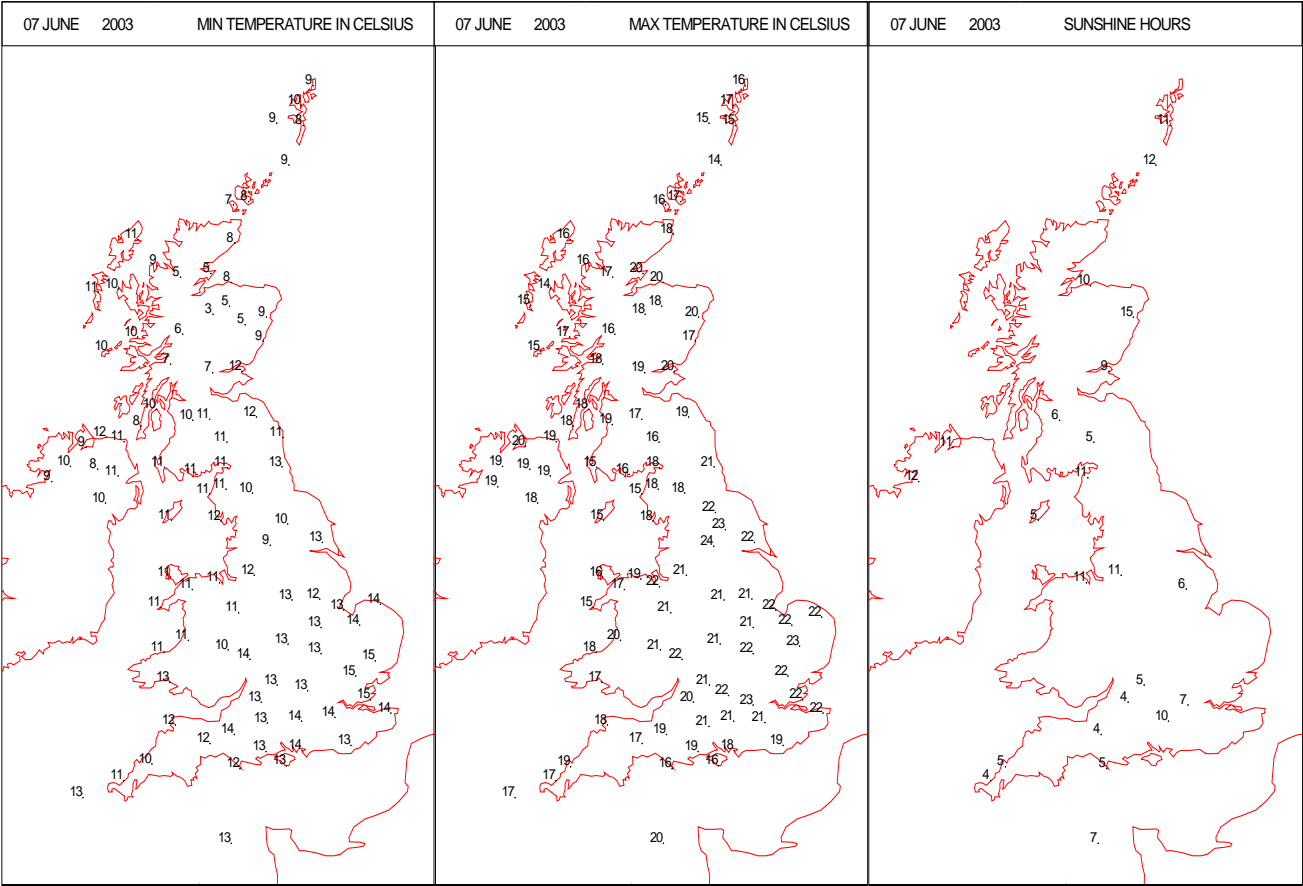 07 JUNE 2003 MIN TEMPERATURE IN CELSIUS
9
10
9 8
9
7 8
11 8
9
5 5
11 10 8
5
3 9
5
6 9
10
10
7
7 12
10
8 10 11 12
9 12 11 11 11
10 8 11 11 11 13
9 11
10 11 11 10
11 12 10
9 13
11 11 11 12
11 13 12 13 14
11 11 13 14
11 10 13 13
11 14 15
13 13 13 15
13 15
12 14 13 14 14 14
12 13 14 13
10 12 13
11
13
13
07 JUNE 2003 MAX TEMPERATURE IN CELSIUS
16
17
15 15
14
16 17
16 18
16
17 20 20
15 14
18 18 20
17 16 17
15
18 19 20
18
18 19 17 19
20 19 16
19 19 19 15 16 18 21
19
18 15 18 18
15 18 22
23
24 22
16 17 19 22 21
15 21 21 21 22 22
21 22
18 20 21 21 22 23
22 22
17 21 22 22
20 23 22
18 19 21 21 21
17 19 18 19
19 16 16
17
17
20
07 JUNE 2003 SUNSHINE HOURS
11
12
10
15
9
6
11 5
12 11
5
11 11
6
5
4 7
10
4
5 5
4
7